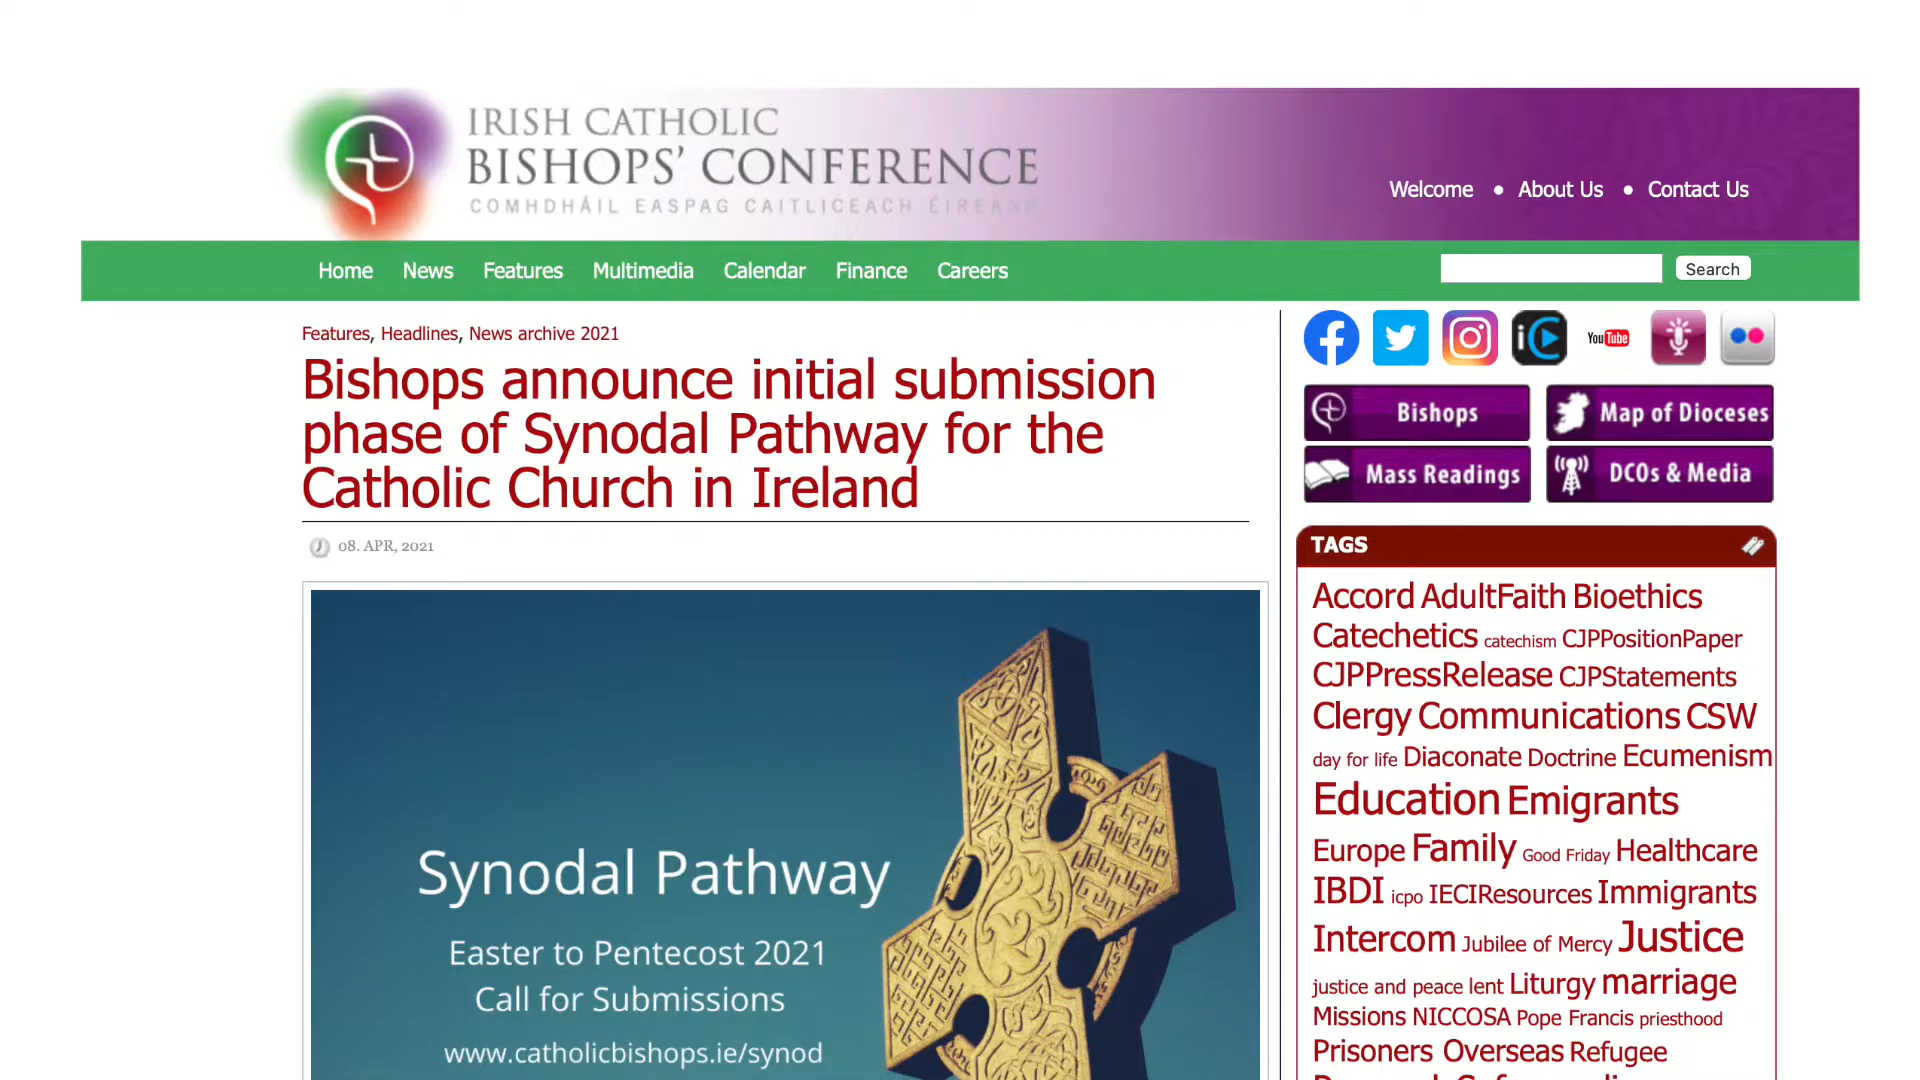 IRISH CATHOLIC
BISHOPS' CONFERENCE
COMHDHÁIL EASPAG CAITLICEACH ÉIREANN
Welcome • About Us • Contact Us
Home News Features Multimedia Calendar Finance Careers
Search
Features, Headlines, News archive 2021
Bishops announce initial submission
phase of Synodal Pathway for the
Catholic Church in Ireland
08. APR, 2021
Synodal Pathway
Easter to Pentecost 2021
Call for Submissions
www.catholicbishops.ie/synod
iC
YouTube
Bishops
Map of Dioceses
Mass Readings
DCOs & Media
TAGS
Accord AdultFaith Bioethics
Catechetics catechism CJPPositionPaper
CJPPressRelease CJPStatements
Clergy Communications CSW
day for life Diaconate Doctrine Ecumenism
Education Emigrants
Europe Family Good Friday Healthcare
IBDI icpo IECIResources Immigrants
Intercom Jubilee of Mercy Justice
justice and peace lent Liturgy marriage
Missions NICCOSA Pope Francis priesthood
Prisoners Overseas Refugee